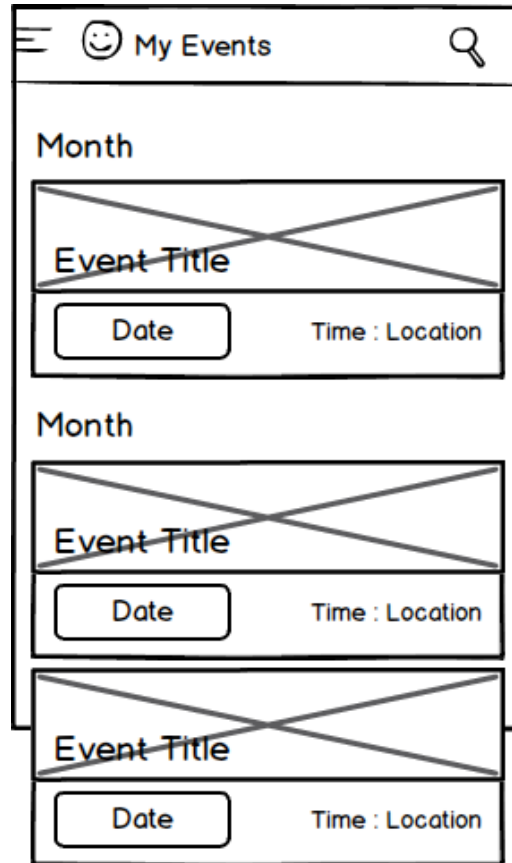 My Events
Month
Event Title
Date
Time : Location
Month
Event Title
Date
Time : Location
Event Title
Date
Time : Location